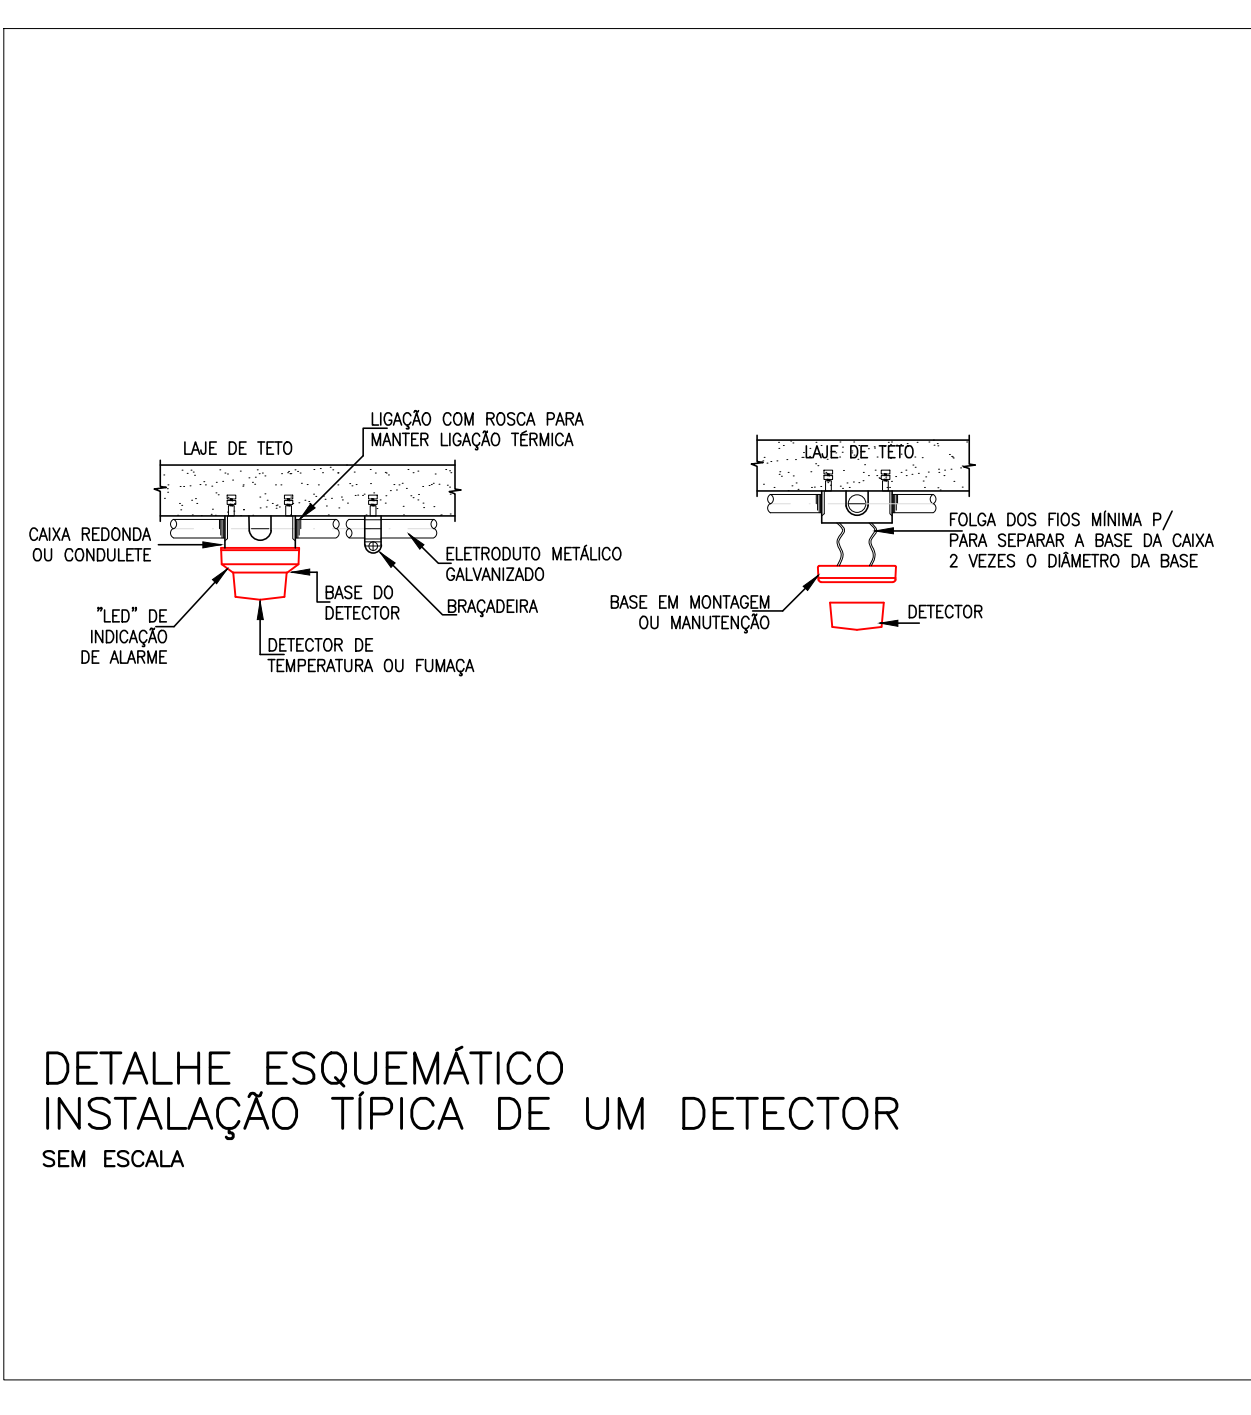 LIGAÇÃO COM ROSCA PARA
MANTER LIGAÇÃO TÉRMICA
LAJE DE TETO
CAIXA REDONDA
OU CONDULETE
ELETRODUTO METÁLICO
GALVANIZADO
BASE DO
DETECTOR
BRAÇADEIRA
"LED" DE
INDICAÇÃO
DE ALARME
DETECTOR DE
TEMPERATURA OU FUMAÇA
LAJE DE TETO
FOLGA DOS FIOS MÍNIMA P/
PARA SEPARAR A BASE DA CAIXA
2 VEZES O DIÂMETRO DA BASE
BASE EM MONTAGEM
OU MANUTENÇÃO
DETECTOR
DETALHE ESQUEMÁTICO
INSTALAÇÃO TÍPICA DE UM DETECTOR
SEM ESCALA